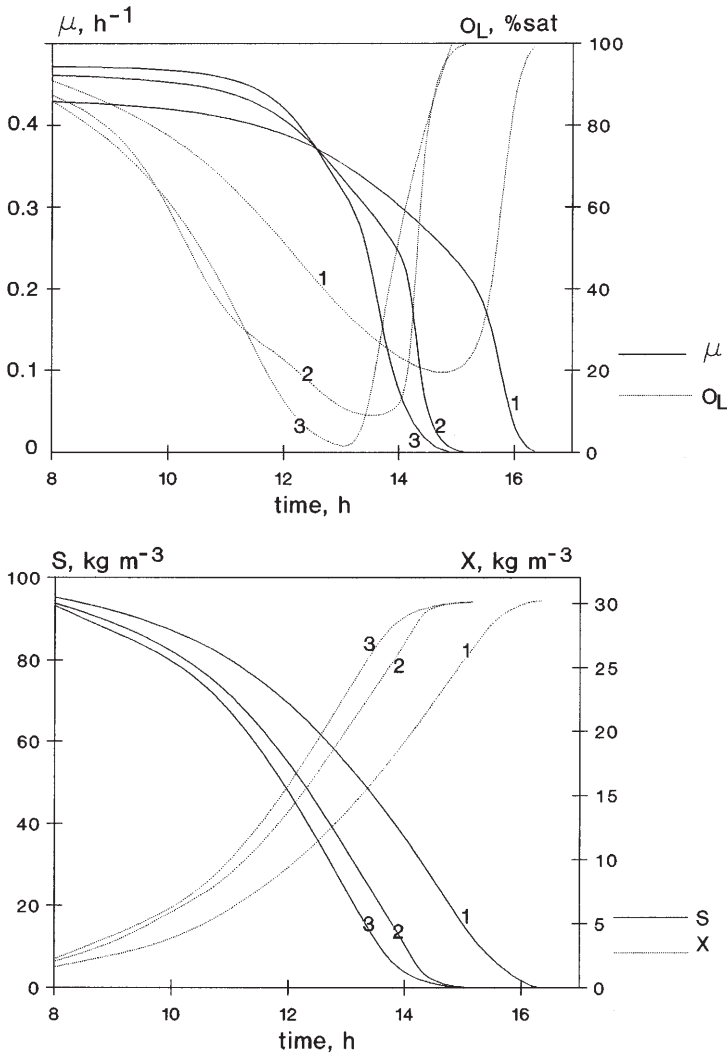 μ, h⁻¹ O_L, %sat
100
0.4 80
0.3 60
1
0.2 40
2
0.1 20
3 3 2 1
0 0
8 10 12 14 16
time, h
μ
O_L
S, kg m⁻³ X, kg m⁻³
100
30
3 1
80 2 25
60 20
15
40
10
20 3 2 1 5
0 0
8 10 12 14 16
time, h
S
X